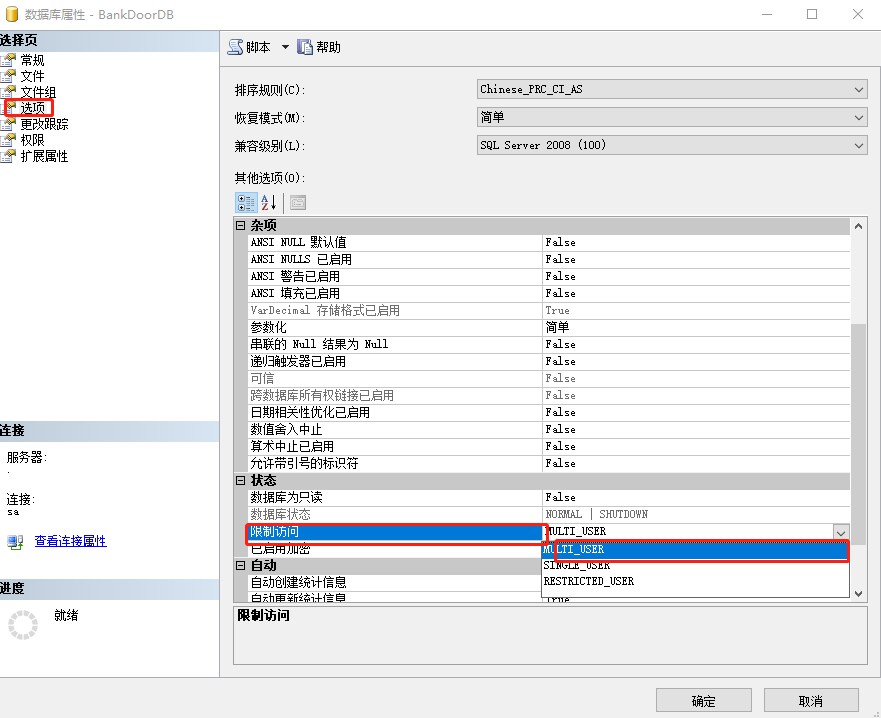 数据库属性 - BankDoorDB
选择页
常规
文件
文件组
选项
更改跟踪
权限
扩展属性
脚本 帮助
排序规则(C): Chinese_PRC_CI_AS
恢复模式(M): 简单
兼容级别(L): SQL Server 2008 (100)
其他选项(O):
杂项
ANSI NULL 默认值 False
ANSI NULLS 已启用 False
ANSI 警告已启用 False
ANSI 填充已启用 False
VarDecimal 存储格式已启用 True
参数化 简单
串联的 Null 结果为 Null False
递归触发器已启用 False
可信 False
跨数据库所有权链接已启用 False
日期相关性优化已启用 False
数值舍入中止 False
算术中止已启用 False
允许带引号的标识符 False
状态
数据库为只读 False
数据库状态 NORMAL | SHUTDOWN
限制访问 MULTI_USER
已启用加密 MULTI_USER
SINGLE_USER
自动
自动创建统计信息 RESTRICTED_USER
自动更新统计信息 True
限制访问
连接
服务器:
.
连接:
sa
查看连接属性
进度
就绪
确定 取消